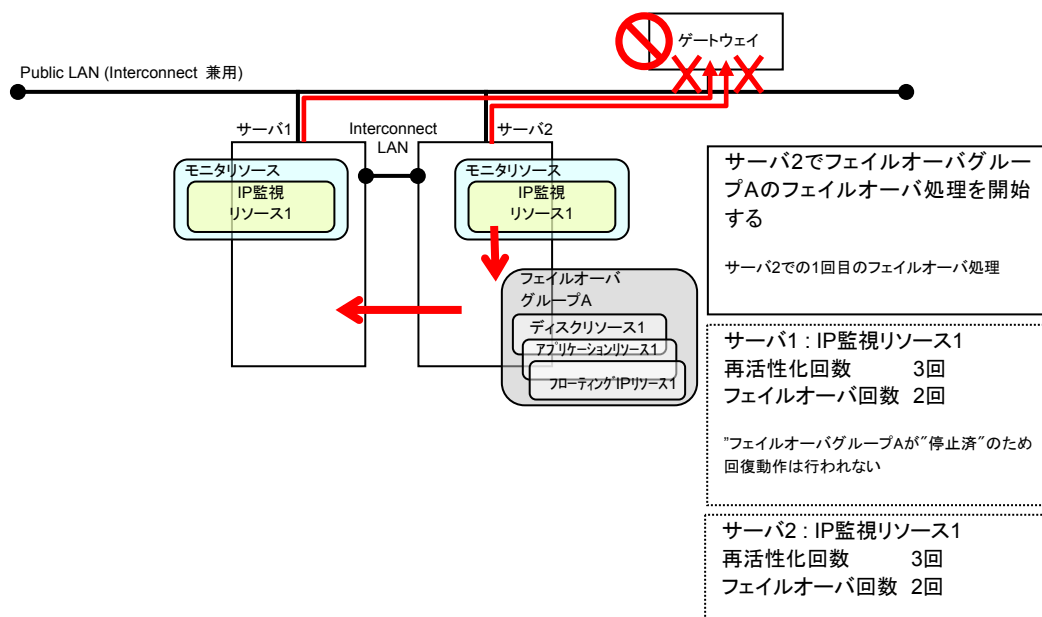 ゲートウェイ
Public LAN (Interconnect 兼用)
サーバ1
Interconnect
LAN
サーバ2
モニタリソース
IP監視
リソース1
モニタリソース
IP監視
リソース1
フェイルオーバ
グループA
ディスクリソース1
アプリケーションリソース1
フローティングIPリソース1
サーバ2でフェイルオーバグルー
プAのフェイルオーバ処理を開始
する
サーバ2での1回目のフェイルオーバ処理
サーバ1 : IP監視リソース1
再活性化回数 3回
フェイルオーバ回数 2回
”フェイルオーバグループAが”停止済”のため
回復動作は行われない
サーバ2 : IP監視リソース1
再活性化回数 3回
フェイルオーバ回数 2回